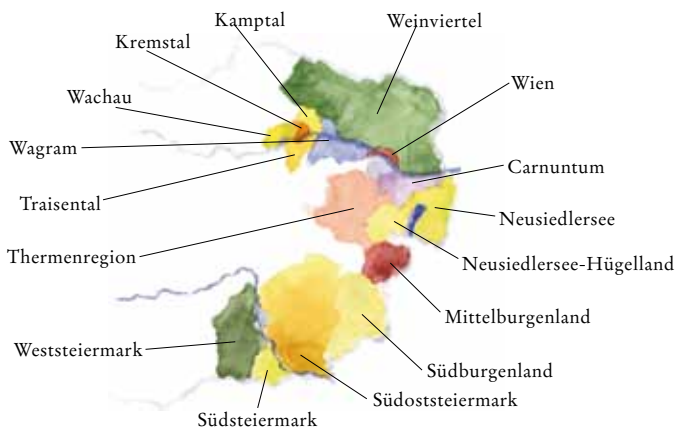 Kamptal
Weinviertel
Kremstal
Wien
Wachau
Wagram
Carnuntum
Traisental
Neusiedlersee
Thermenregion
Neusiedlersee-Hügelland
Mittelburgenland
Weststeiermark
Südburgenland
Südoststeiermark
Südsteiermark